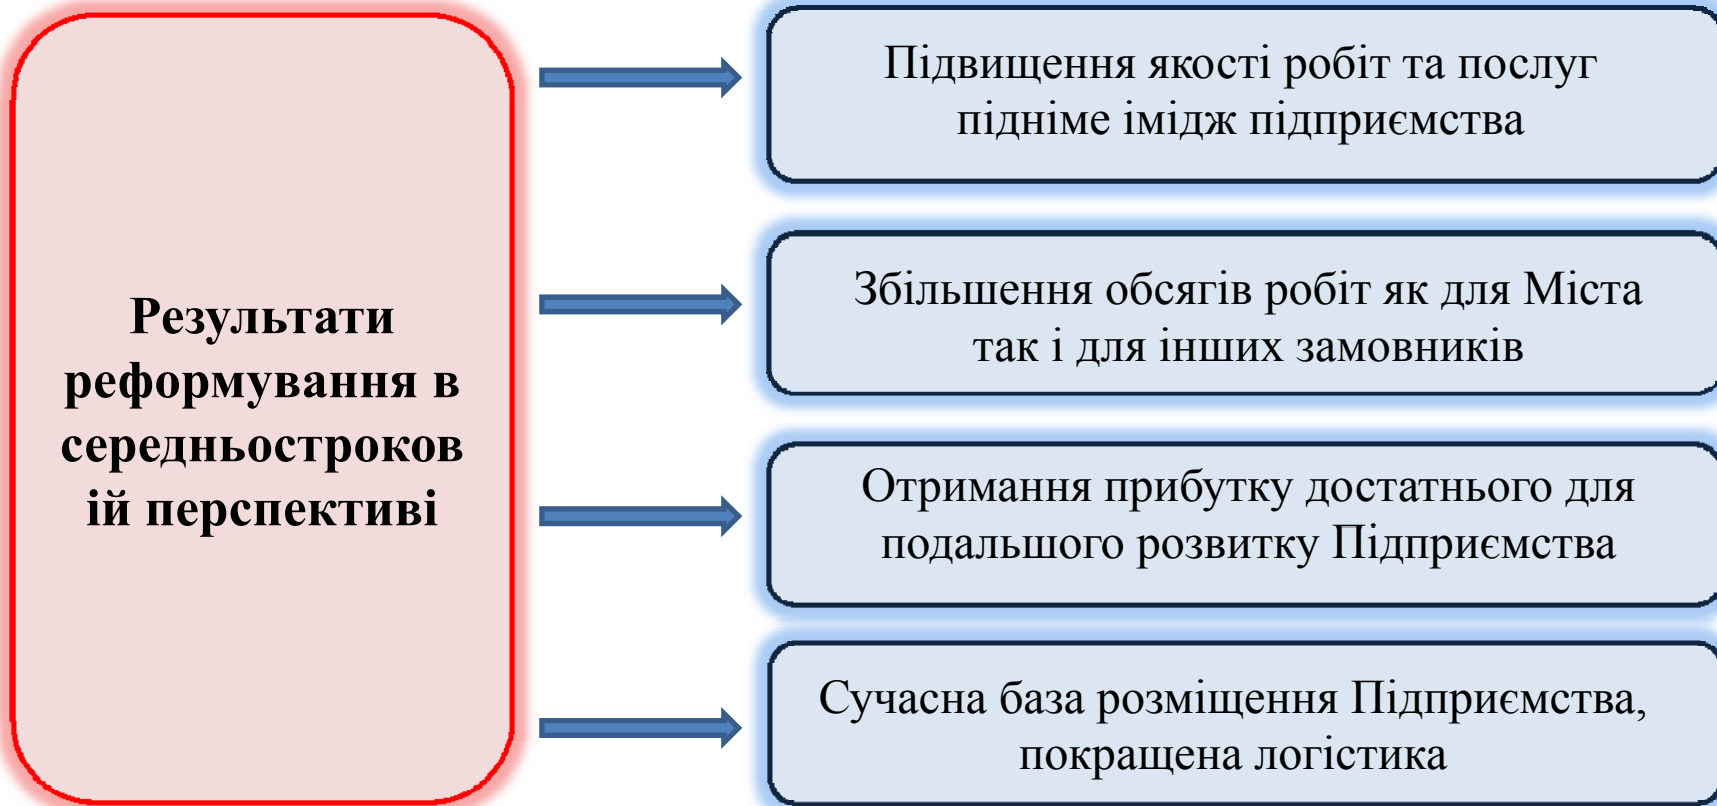 Результати
реформування в
середньостроков
ій перспективі
Підвищення якості робіт та послуг
підніме імідж підприємства
Збільшення обсягів робіт як для Міста
так і для інших замовників
Отримання прибутку достатнього для
подальшого розвитку Підприємства
Сучасна база розміщення Підприємства,
покращена логістика